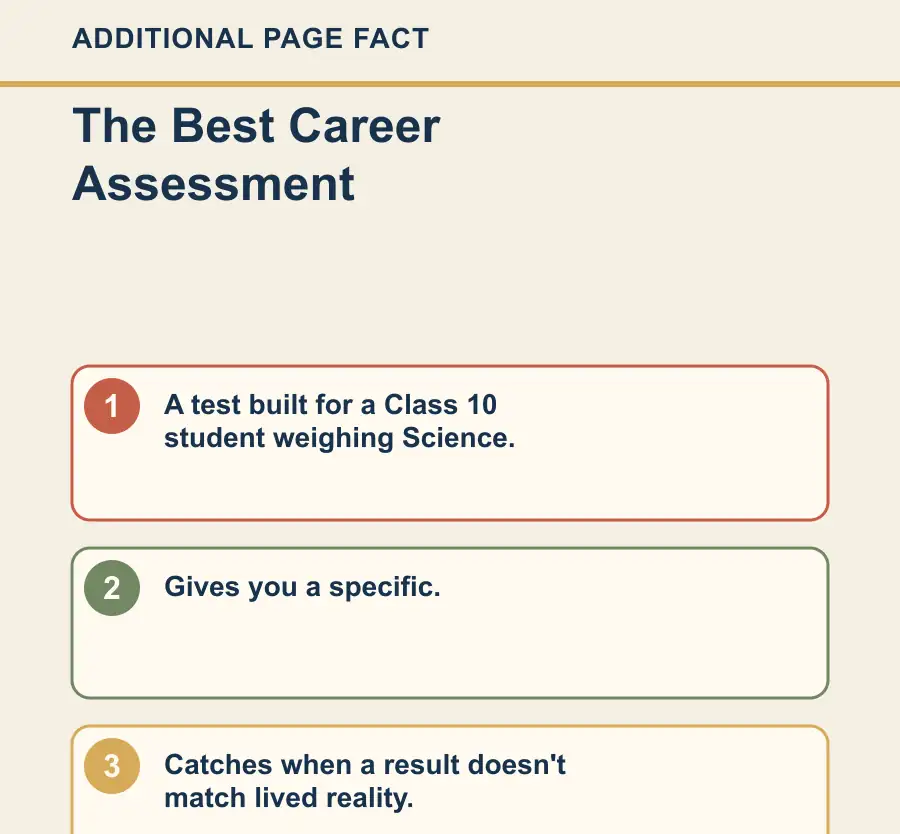 ADDITIONAL PAGE FACT
The Best Career
Assessment
1
A test built for a Class 10
student weighing Science.
2
Gives you a specific.
3
Catches when a result doesn't
match lived reality.